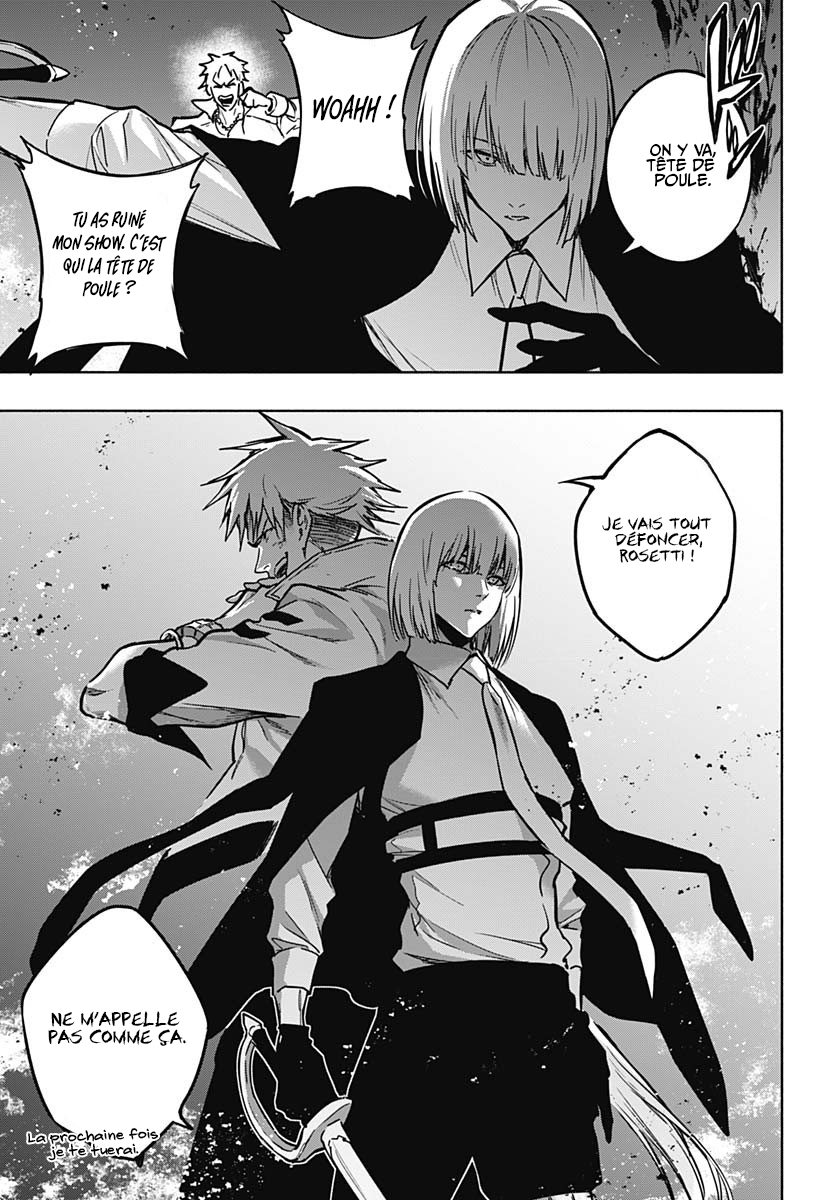 ON Y VA,
TÊTE DE
POULE.
WOAHH !
TU AS RUINÉ
MON SHOW. C'EST
QUI LA TÊTE DE
POULE ?
JE VAIS TOUT
DÉFONCER,
ROSETTI !
NE M'APPELLE
PAS COMME ÇA.
La prochaine fois
je te tuerai.